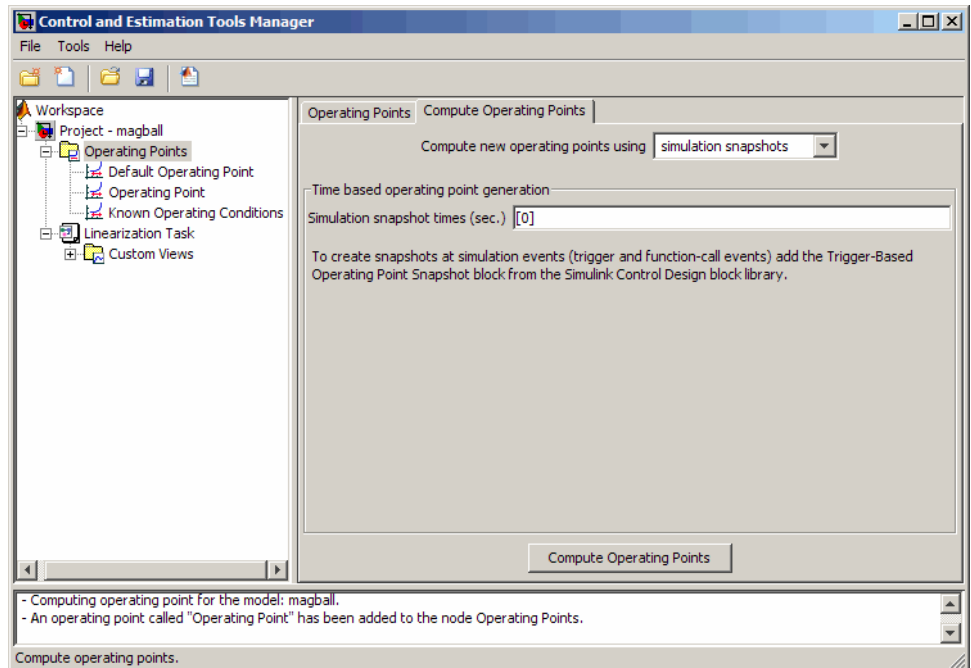 Control and Estimation Tools Manager
File Tools Help
Workspace
Project - magball
Operating Points
Default Operating Point
Operating Point
Known Operating Conditions
Linearization Task
Custom Views
Operating Points Compute Operating Points
Compute new operating points using simulation snapshots
Time based operating point generation
Simulation snapshot times (sec.) [0]
To create snapshots at simulation events (trigger and function-call events) add the Trigger-Based
Operating Point Snapshot block from the Simulink Control Design block library.
Compute Operating Points
- Computing operating point for the model: magball.
- An operating point called "Operating Point" has been added to the node Operating Points.
Compute operating points.